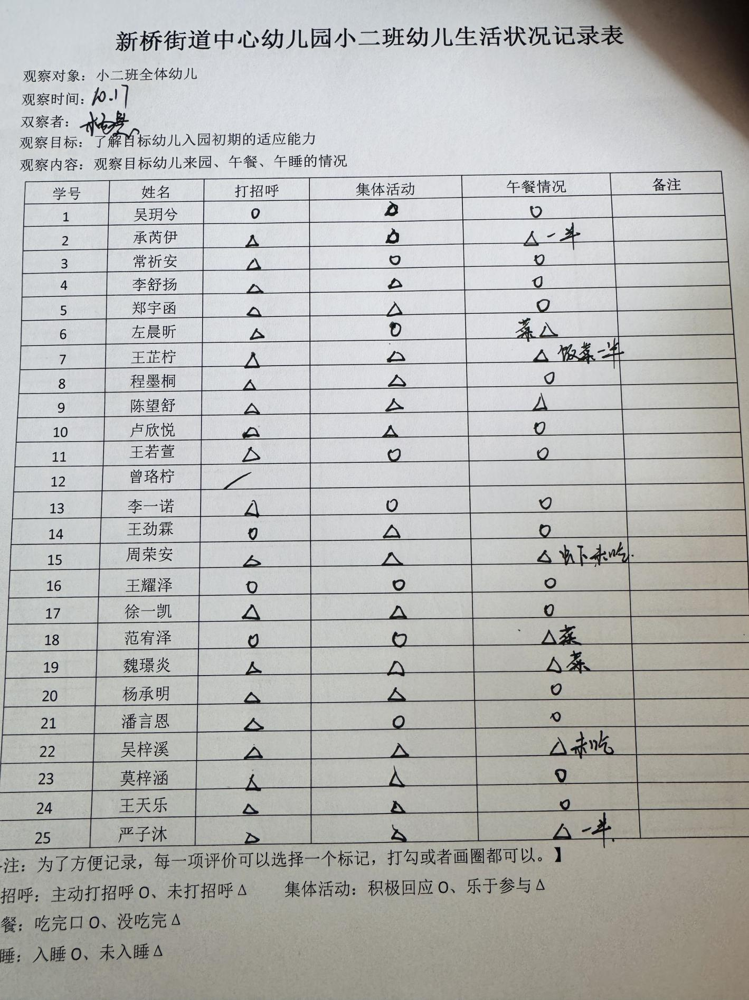 新桥街道中心幼儿园小二班幼儿生活状况记录表
观察对象：小二班全体幼儿
观察时间：10.17
双察者：
观察目标：了解目标幼儿入园初期的适应能力
观察内容：观察目标幼儿来园、午餐、午睡的情况
学号 姓名 打招呼 集体活动 午餐情况 备注
1 吴玥兮 O O O
2 承芮伊 Δ O Δ 一半
3 常祈安 Δ O O
4 李舒扬 Δ Δ O
5 郑宇函 Δ Δ O
6 左晨昕 Δ O 菜 Δ
7 王芷柠 Δ Δ Δ 饭菜一半
8 程墨桐 Δ Δ O
9 陈望舒 Δ Δ Δ
10 卢欣悦 Δ Δ O
11 王若萱 Δ O O
12 曾珞柠 /
13 李一诺 Δ O O
14 王劲霖 O Δ O
15 周荣安 Δ Δ Δ 未吃
16 王耀泽 O O O
17 徐一凯 Δ Δ O
18 范宥泽 O O Δ 菜
19 魏璟炎 Δ Δ Δ 菜
20 杨承明 Δ Δ O
21 潘言恩 Δ O O
22 吴梓溪 Δ Δ Δ 未吃
23 莫梓涵 Δ Δ O
24 王天乐 Δ Δ O
25 严子沐 Δ Δ Δ 一半
注：为了方便记录，每一项评价可以选择一个标记，打勾或者画圈都可以。】
招呼：主动打招呼 O、未打招呼 Δ 集体活动：积极回应 O、乐于参与 Δ
餐：吃完口 O、没吃完 Δ
睡：入睡 O、未入睡 Δ